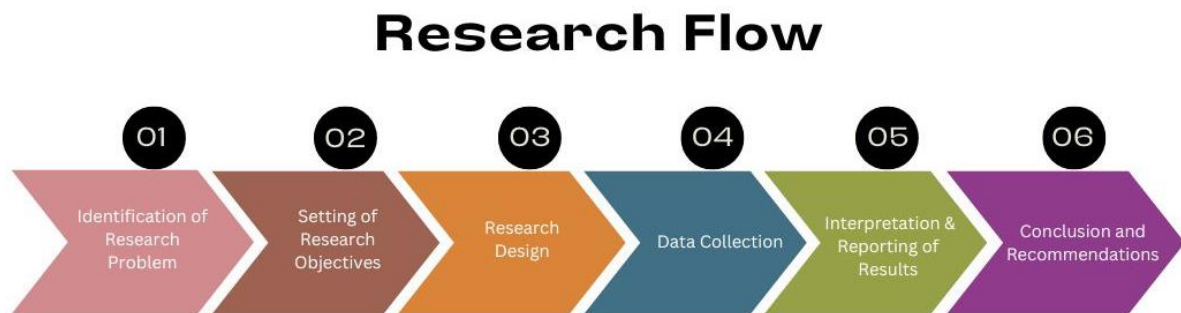 Research Flow
01
Identification of
Research
Problem
02
Setting of
Research
Objectives
03
Research
Design
04
Data Collection
05
Interpretation &
Reporting of
Results
06
Conclusion and
Recommendations